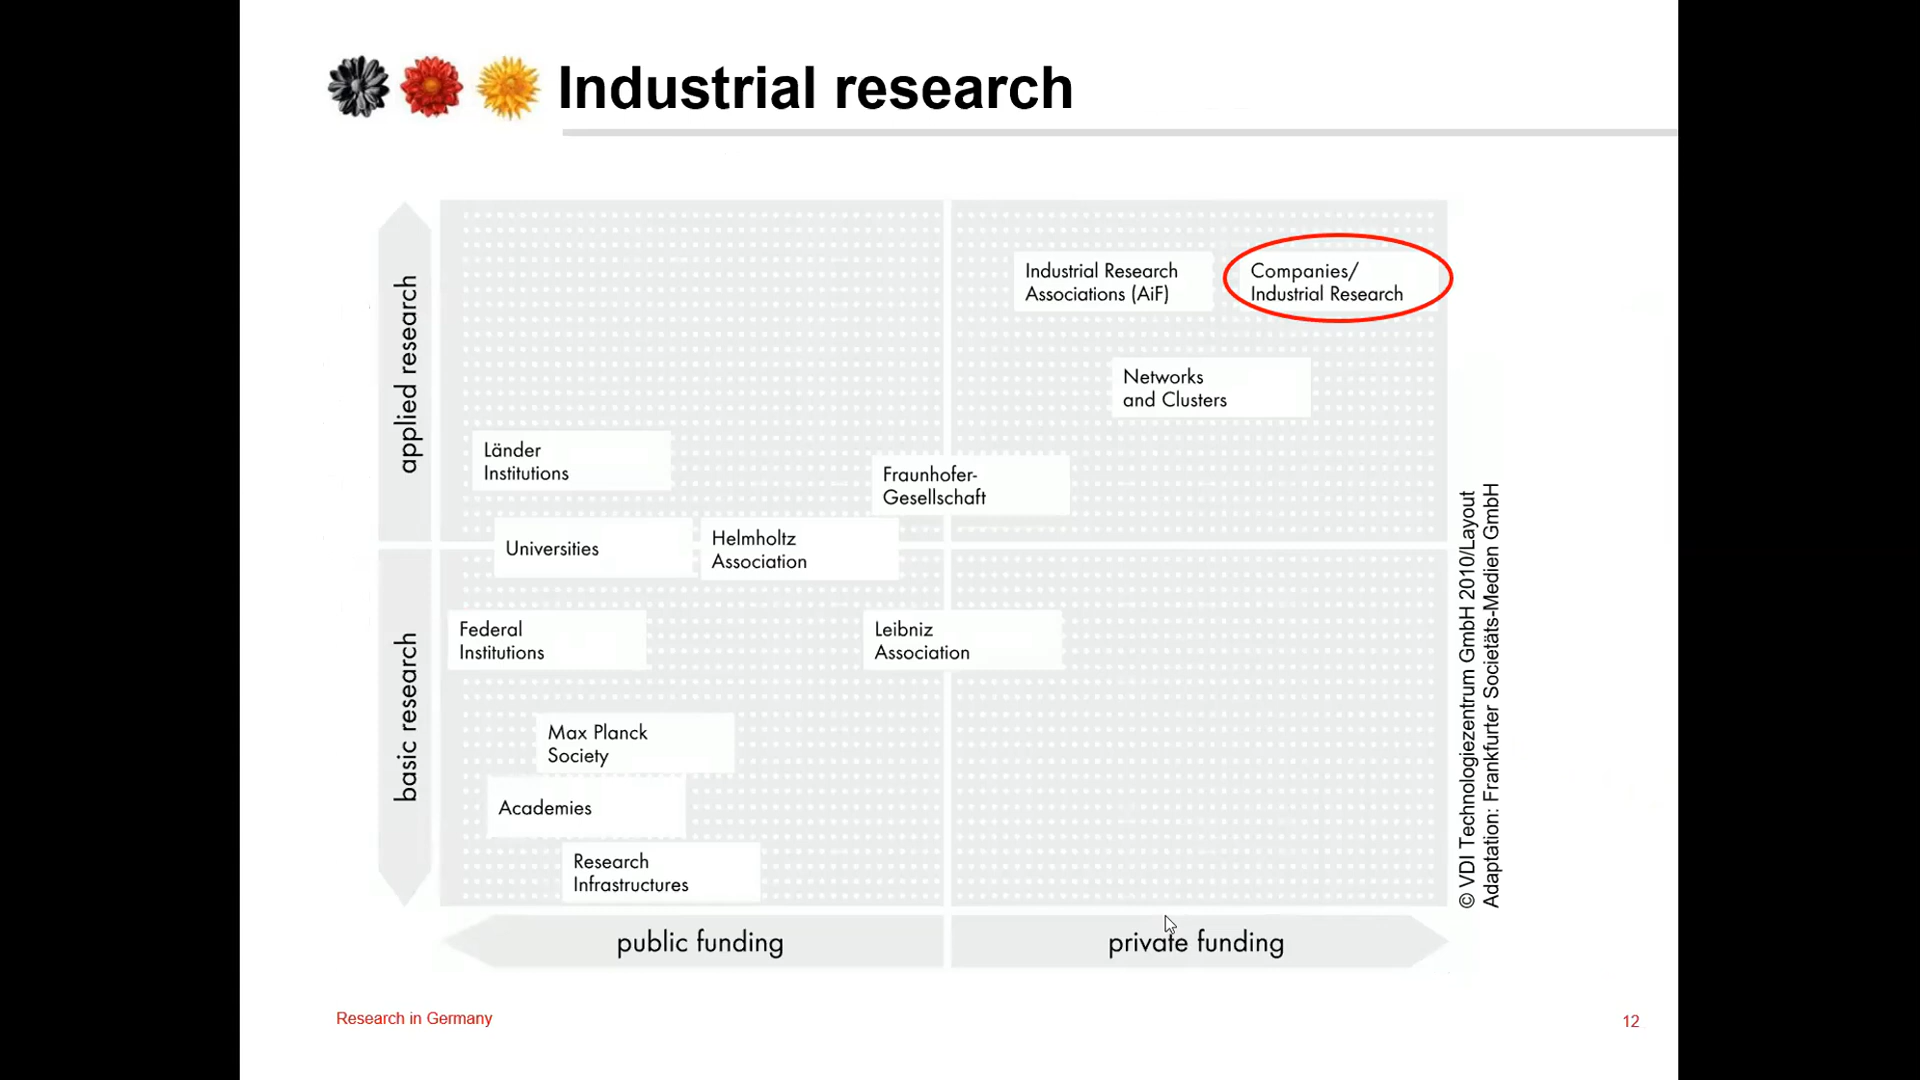 Industrial research
applied research
basic research
Industrial Research
Associations (AiF)
Companies/
Industrial Research
Networks
and Clusters
Länder
Institutions
Fraunhofer-
Gesellschaft
Universities
Helmholtz
Association
Federal
Institutions
Leibniz
Association
Max Planck
Society
Academies
Research
Infrastructures
public funding
private funding
© VDI Technologiezentrum GmbH 2010/Layout
Adaptation: Frankfurter Societäts-Medien GmbH
Research in Germany
12